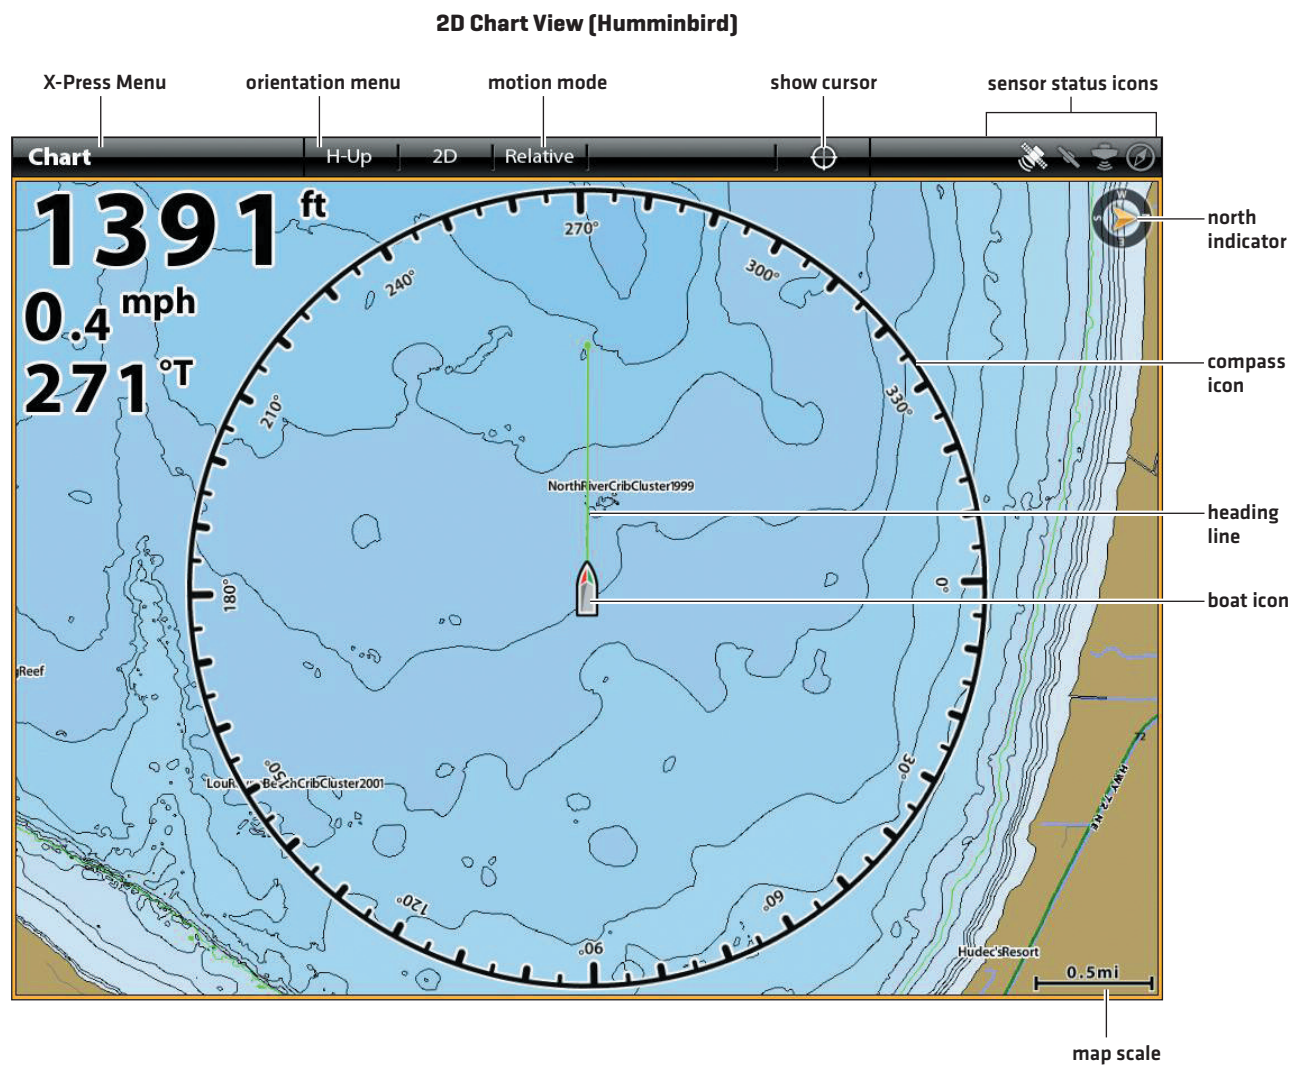 2D Chart View (Humminbird)
X-Press Menu
orientation menu
motion mode
show cursor
sensor status icons
Chart
H-Up
2D
Relative
1391 ft
0.4 mph
271 °T
W
S
E
north
indicator
270°
240°
300°
210°
330°
compass
icon
NorthRiverCribCluster1999
heading
line
180°
0°
boat icon
gReef
72
150°
30°
HWY 72 NE
BeachCribCluster2001
120°
60°
90°
Hudec'sResort
0.5mi
map scale